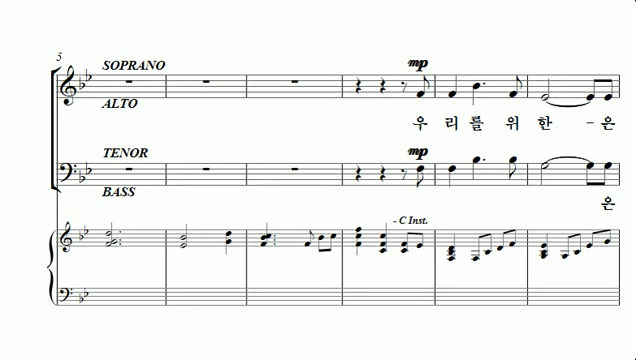 5
SOPRANO
mp
ALTO
우 리 를 위 한 - 은
TENOR
mp
BASS
은
- C Inst.